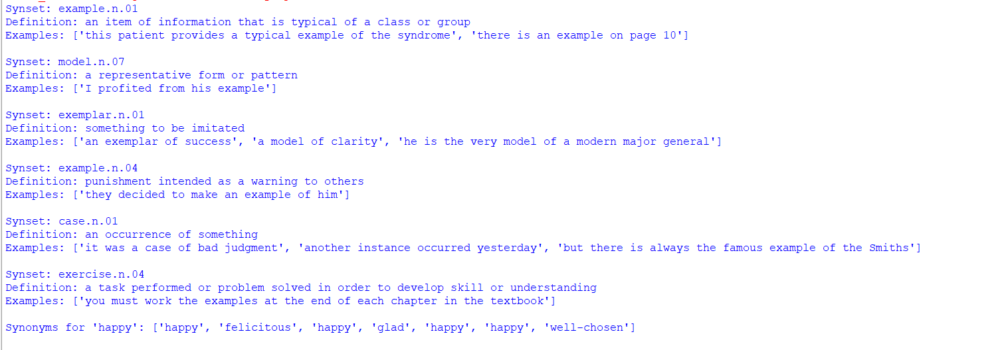 Synset: example.n.01
Definition: an item of information that is typical of a class or group
Examples: ['this patient provides a typical example of the syndrome', 'there is an example on page 10']
Synset: model.n.07
Definition: a representative form or pattern
Examples: ['I profited from his example']
Synset: exemplar.n.01
Definition: something to be imitated
Examples: ['an exemplar of success', 'a model of clarity', 'he is the very model of a modern major general']
Synset: example.n.04
Definition: punishment intended as a warning to others
Examples: ['they decided to make an example of him']
Synset: case.n.01
Definition: an occurrence of something
Examples: ['it was a case of bad judgment', 'another instance occurred yesterday', 'but there is always the famous example of the Smiths']
Synset: exercise.n.04
Definition: a task performed or problem solved in order to develop skill or understanding
Examples: ['you must work the examples at the end of each chapter in the textbook']
Synonyms for 'happy': ['happy', 'felicitous', 'happy', 'glad', 'happy', 'happy', 'well-chosen']